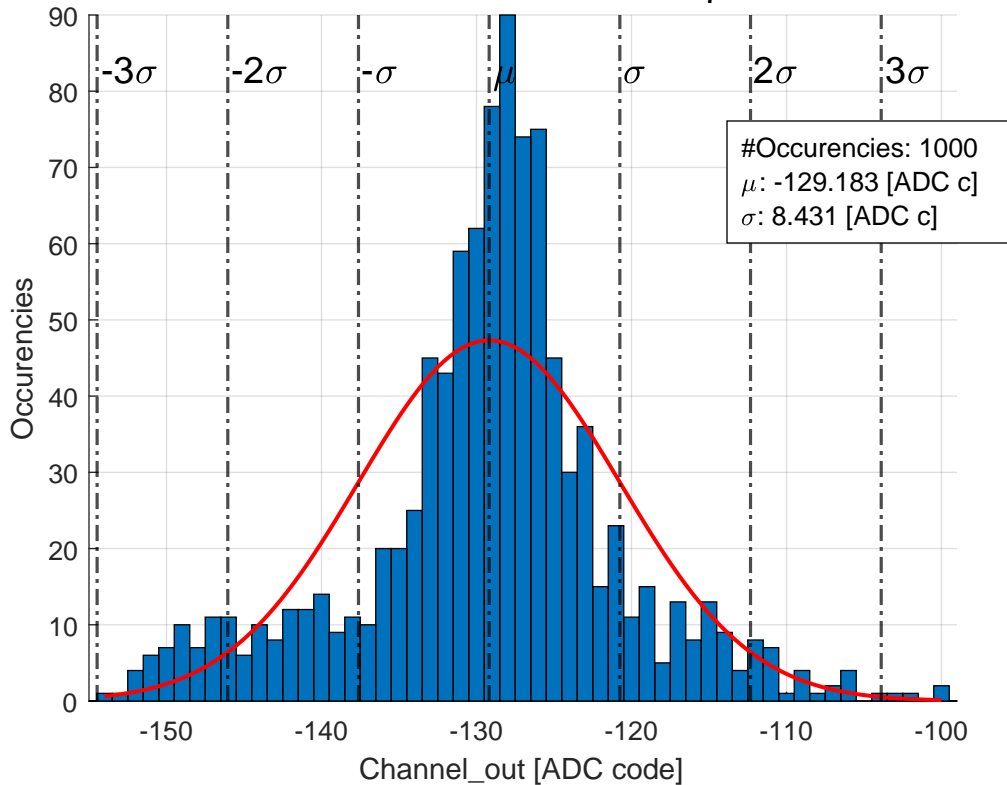 90
80
70
60
50
40
30
20
10
0
Occurencies
-3σ
-2σ
-σ
μ
σ
2σ
3σ
#Occurencies: 1000
μ: -129.183 [ADC c]
σ: 8.431 [ADC c]
-150
-140
-130
-120
-110
-100
Channel_out [ADC code]